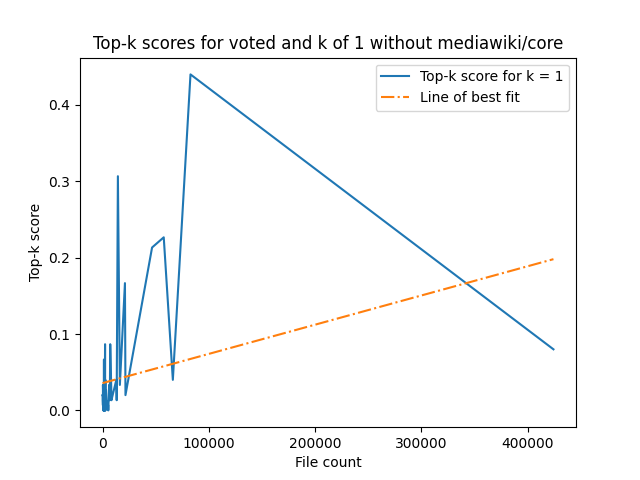 Top-k scores for voted and k of 1 without mediawiki/core
Top-k score for k = 1
Line of best fit
Top-k score
0.4
0.3
0.2
0.1
0.0
0 100000 200000 300000 400000
File count